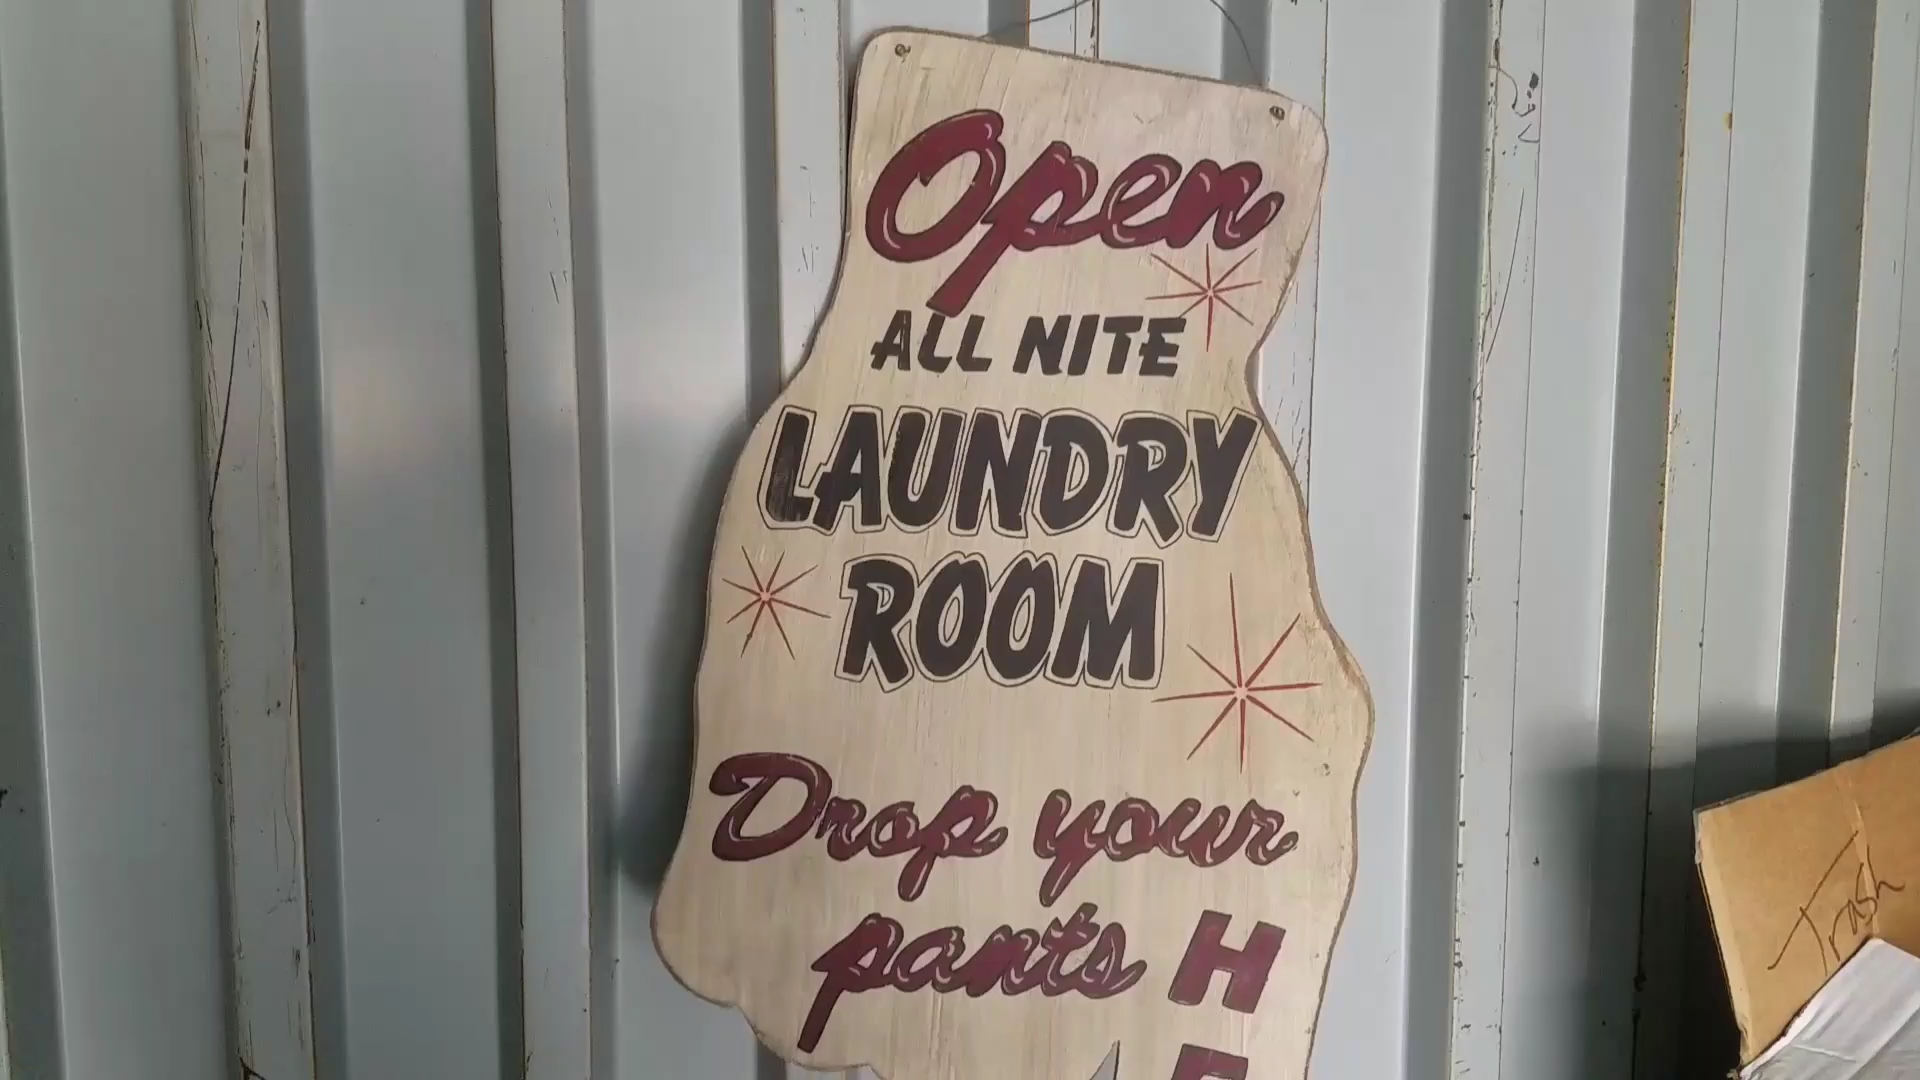 Open
ALL NITE
LAUNDRY
ROOM
Drop your
pants H
Trash